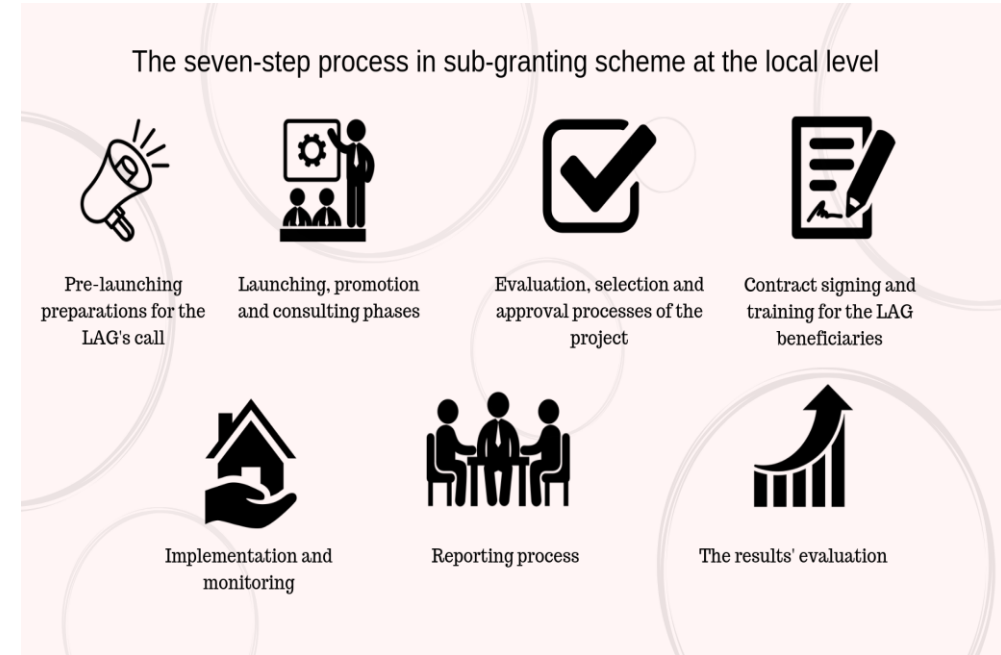 The seven-step process in sub-granting scheme at the local level
Pre-launching
preparations for the
LAG's call
Launching, promotion
and consulting phases
Evaluation, selection and
approval processes of the
project
Contract signing and
training for the LAG
beneficiaries
Implementation and
monitoring
Reporting process
The results' evaluation